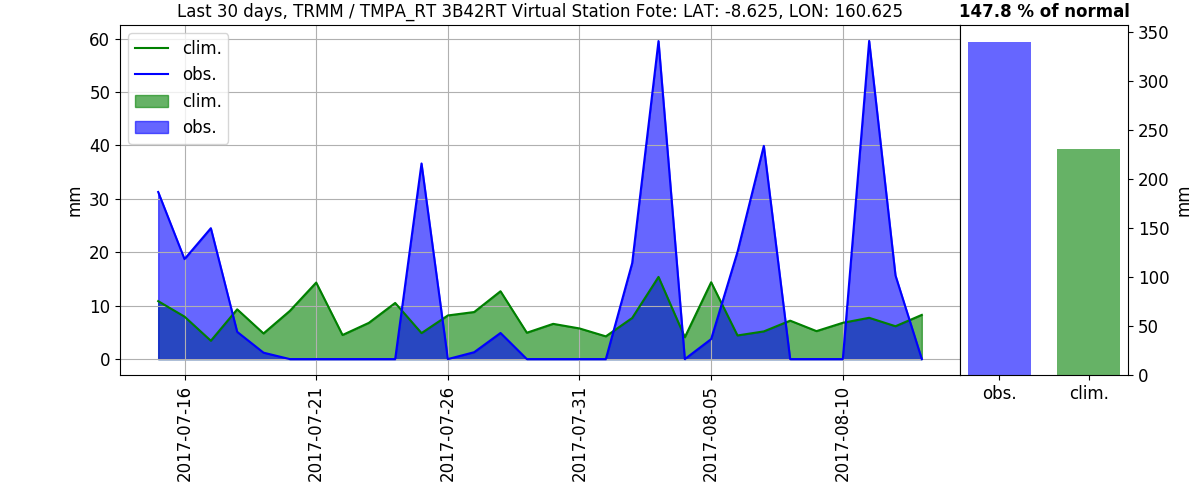 Last 30 days, TRMM / TMPA_RT 3B42RT Virtual Station Fote: LAT: -8.625, LON: 160.625
147.8 % of normal
clim.
obs.
clim.
obs.
60
50
40
30
20
10
0
mm
2017-07-16
2017-07-21
2017-07-26
2017-07-31
2017-08-05
2017-08-10
350
300
250
200
150
100
50
0
mm
obs.
clim.